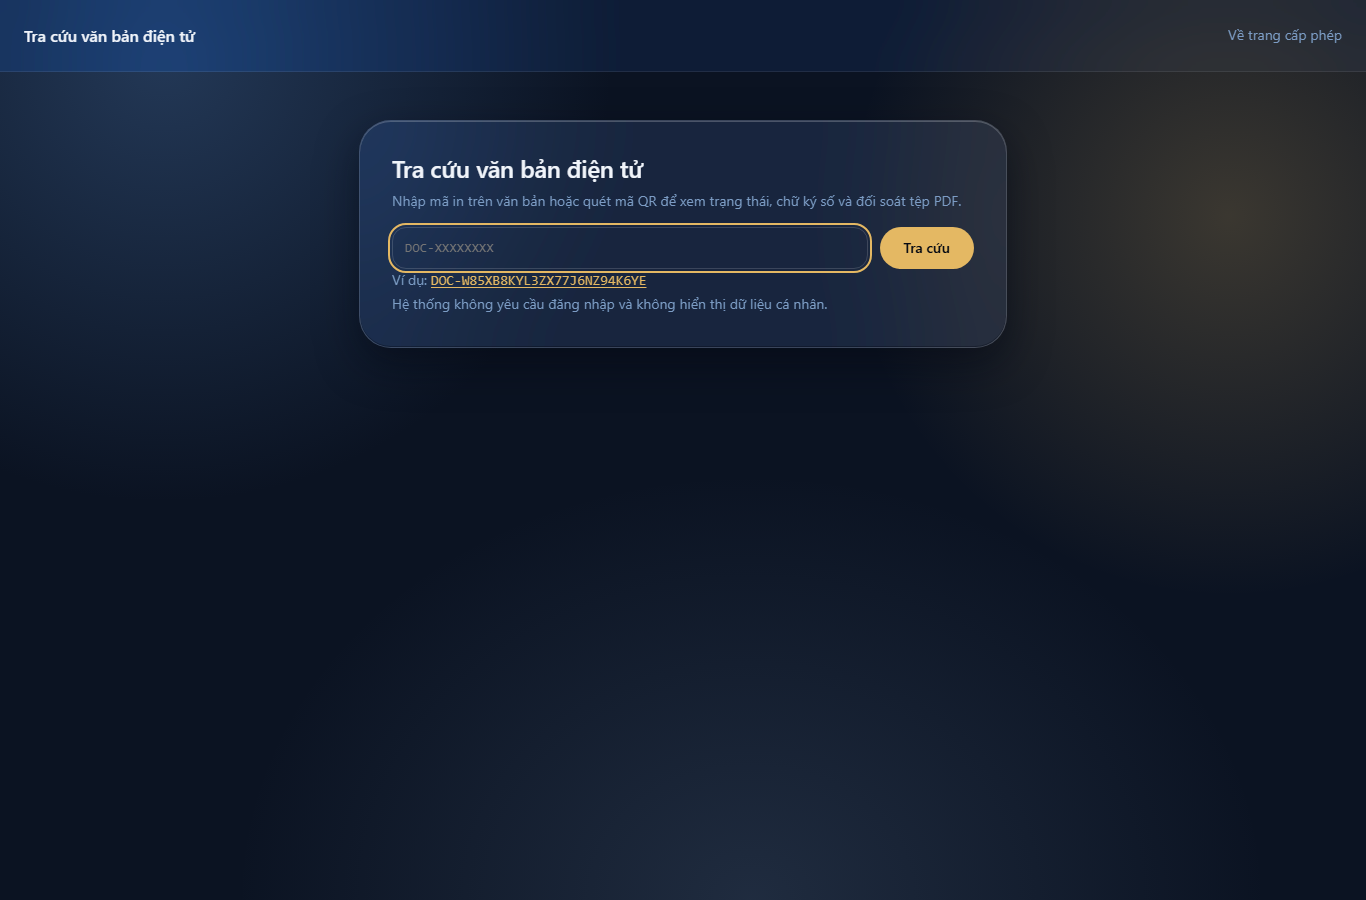 Tra cứu văn bản điện tử
Về trang cấp phép
Tra cứu văn bản điện tử
Nhập mã in trên văn bản hoặc quét mã QR để xem trạng thái, chữ ký số và đối soát tệp PDF.
DOC-XXXXXXXX
Tra cứu
Ví dụ: DOC-W85XB8KYL3ZX77J6NZ94K6YE
Hệ thống không yêu cầu đăng nhập và không hiển thị dữ liệu cá nhân.